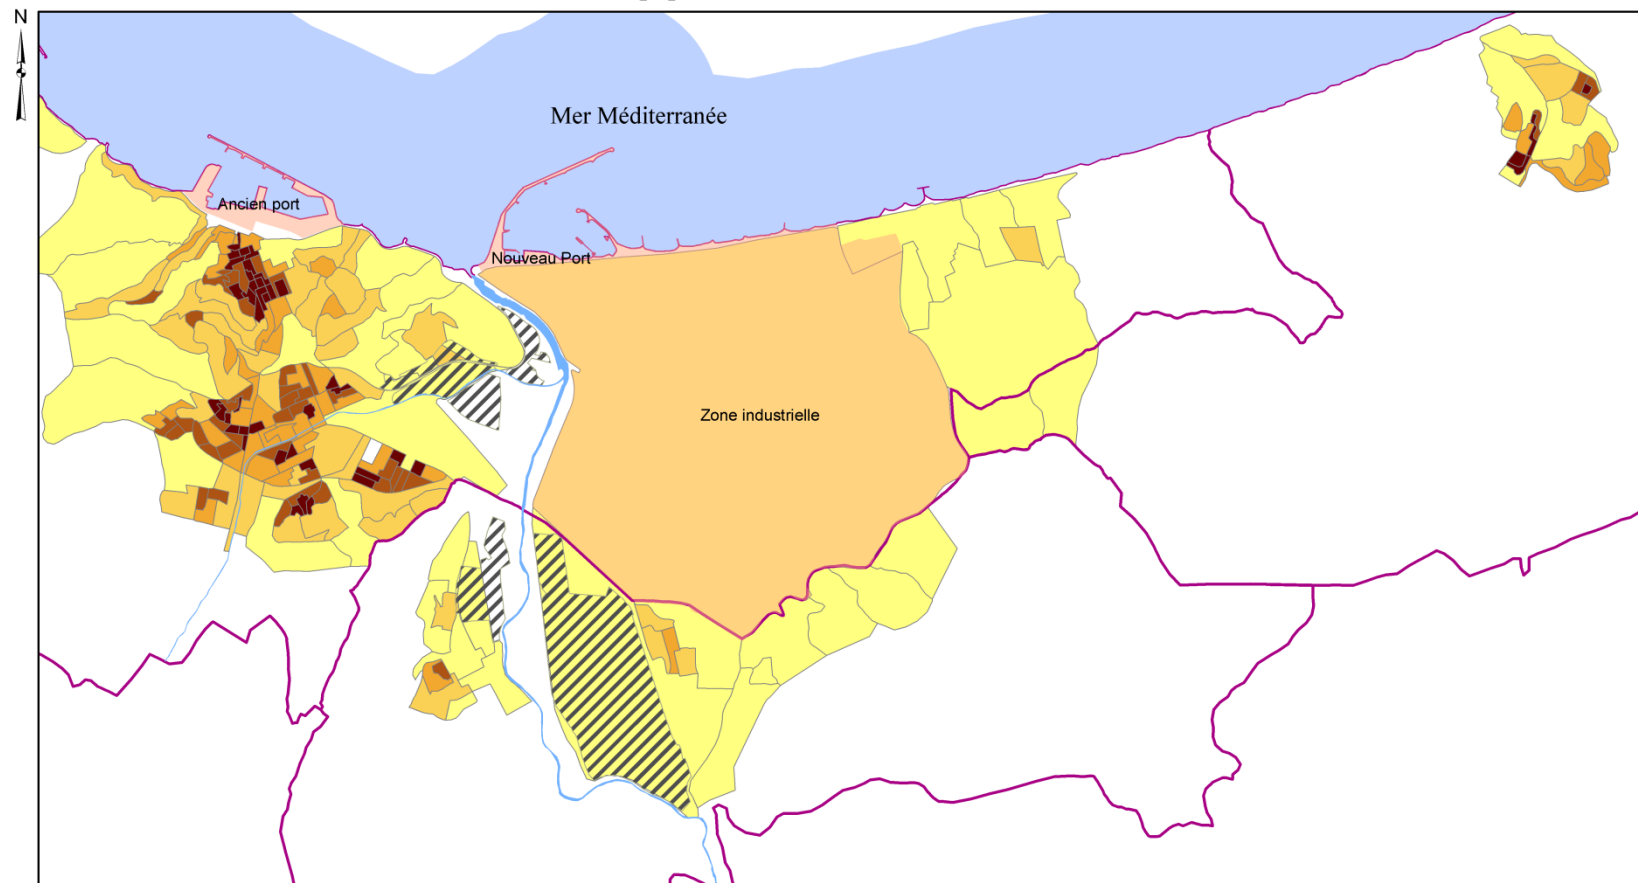 N
Mer Méditerranée
Ancien port
Nouveau Port
Zone industrielle